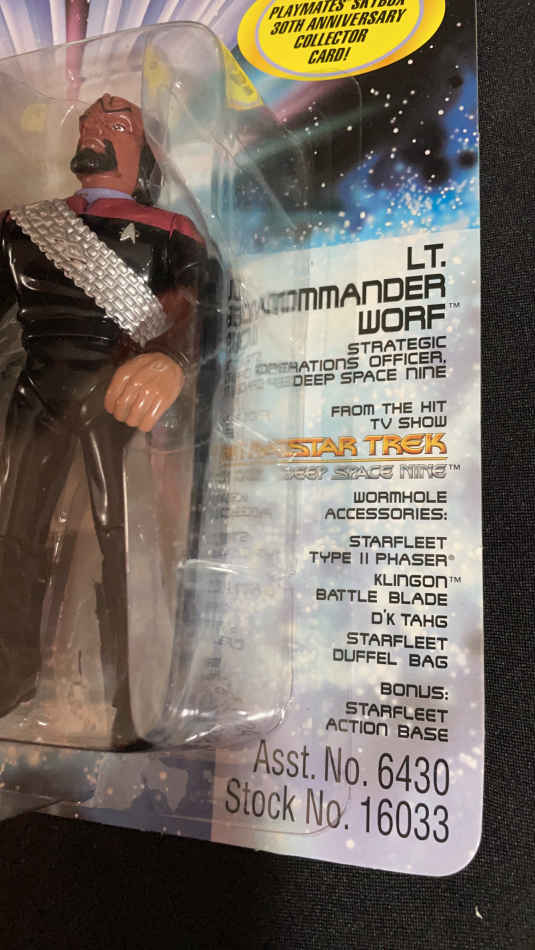 PLAYMATES' SKYBOX
30TH ANNIVERSARY
COLLECTOR
CARD!
LT.
COMMANDER
WORF™
STRATEGIC
OPERATIONS OFFICER,
DEEP SPACE NINE
FROM THE HIT
TV SHOW
STAR TREK
DEEP SPACE NINE™
WORMHOLE
ACCESSORIES:
STARFLEET
TYPE II PHASER®
KLINGON™
BATTLE BLADE
D'K TAHG
STARFLEET
DUFFEL BAG
BONUS:
STARFLEET
ACTION BASE
Asst. No. 6430
Stock No. 16033